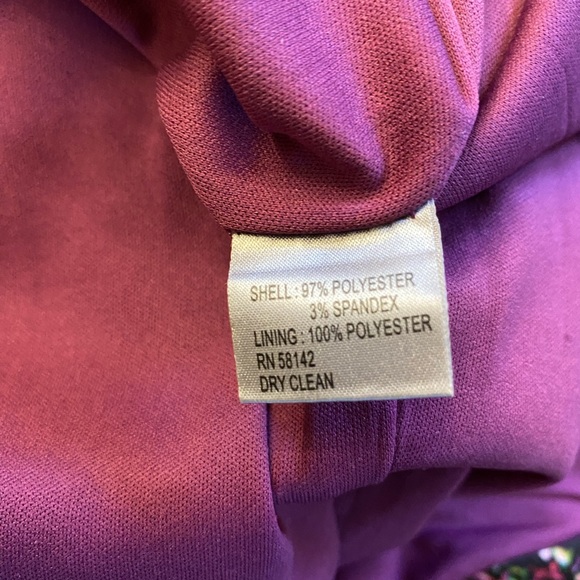 SHELL : 97% POLYESTER
3% SPANDEX
LINING : 100% POLYESTER
RN 58142
DRY CLEAN